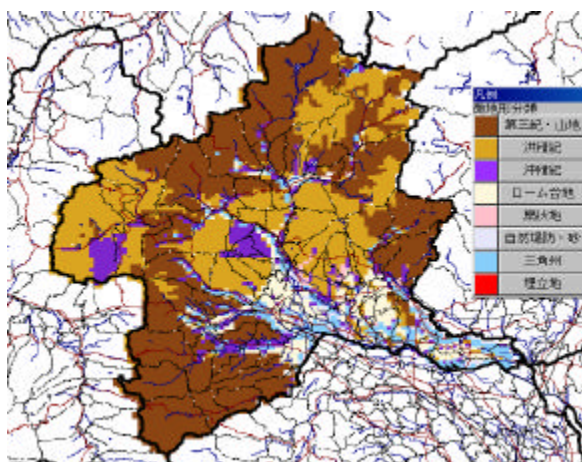 凡例
微地形分類
第三紀・山地
洪積紀
沖積紀
ローム台地
扇状地
自然堤防・砂
三角州
埋立地